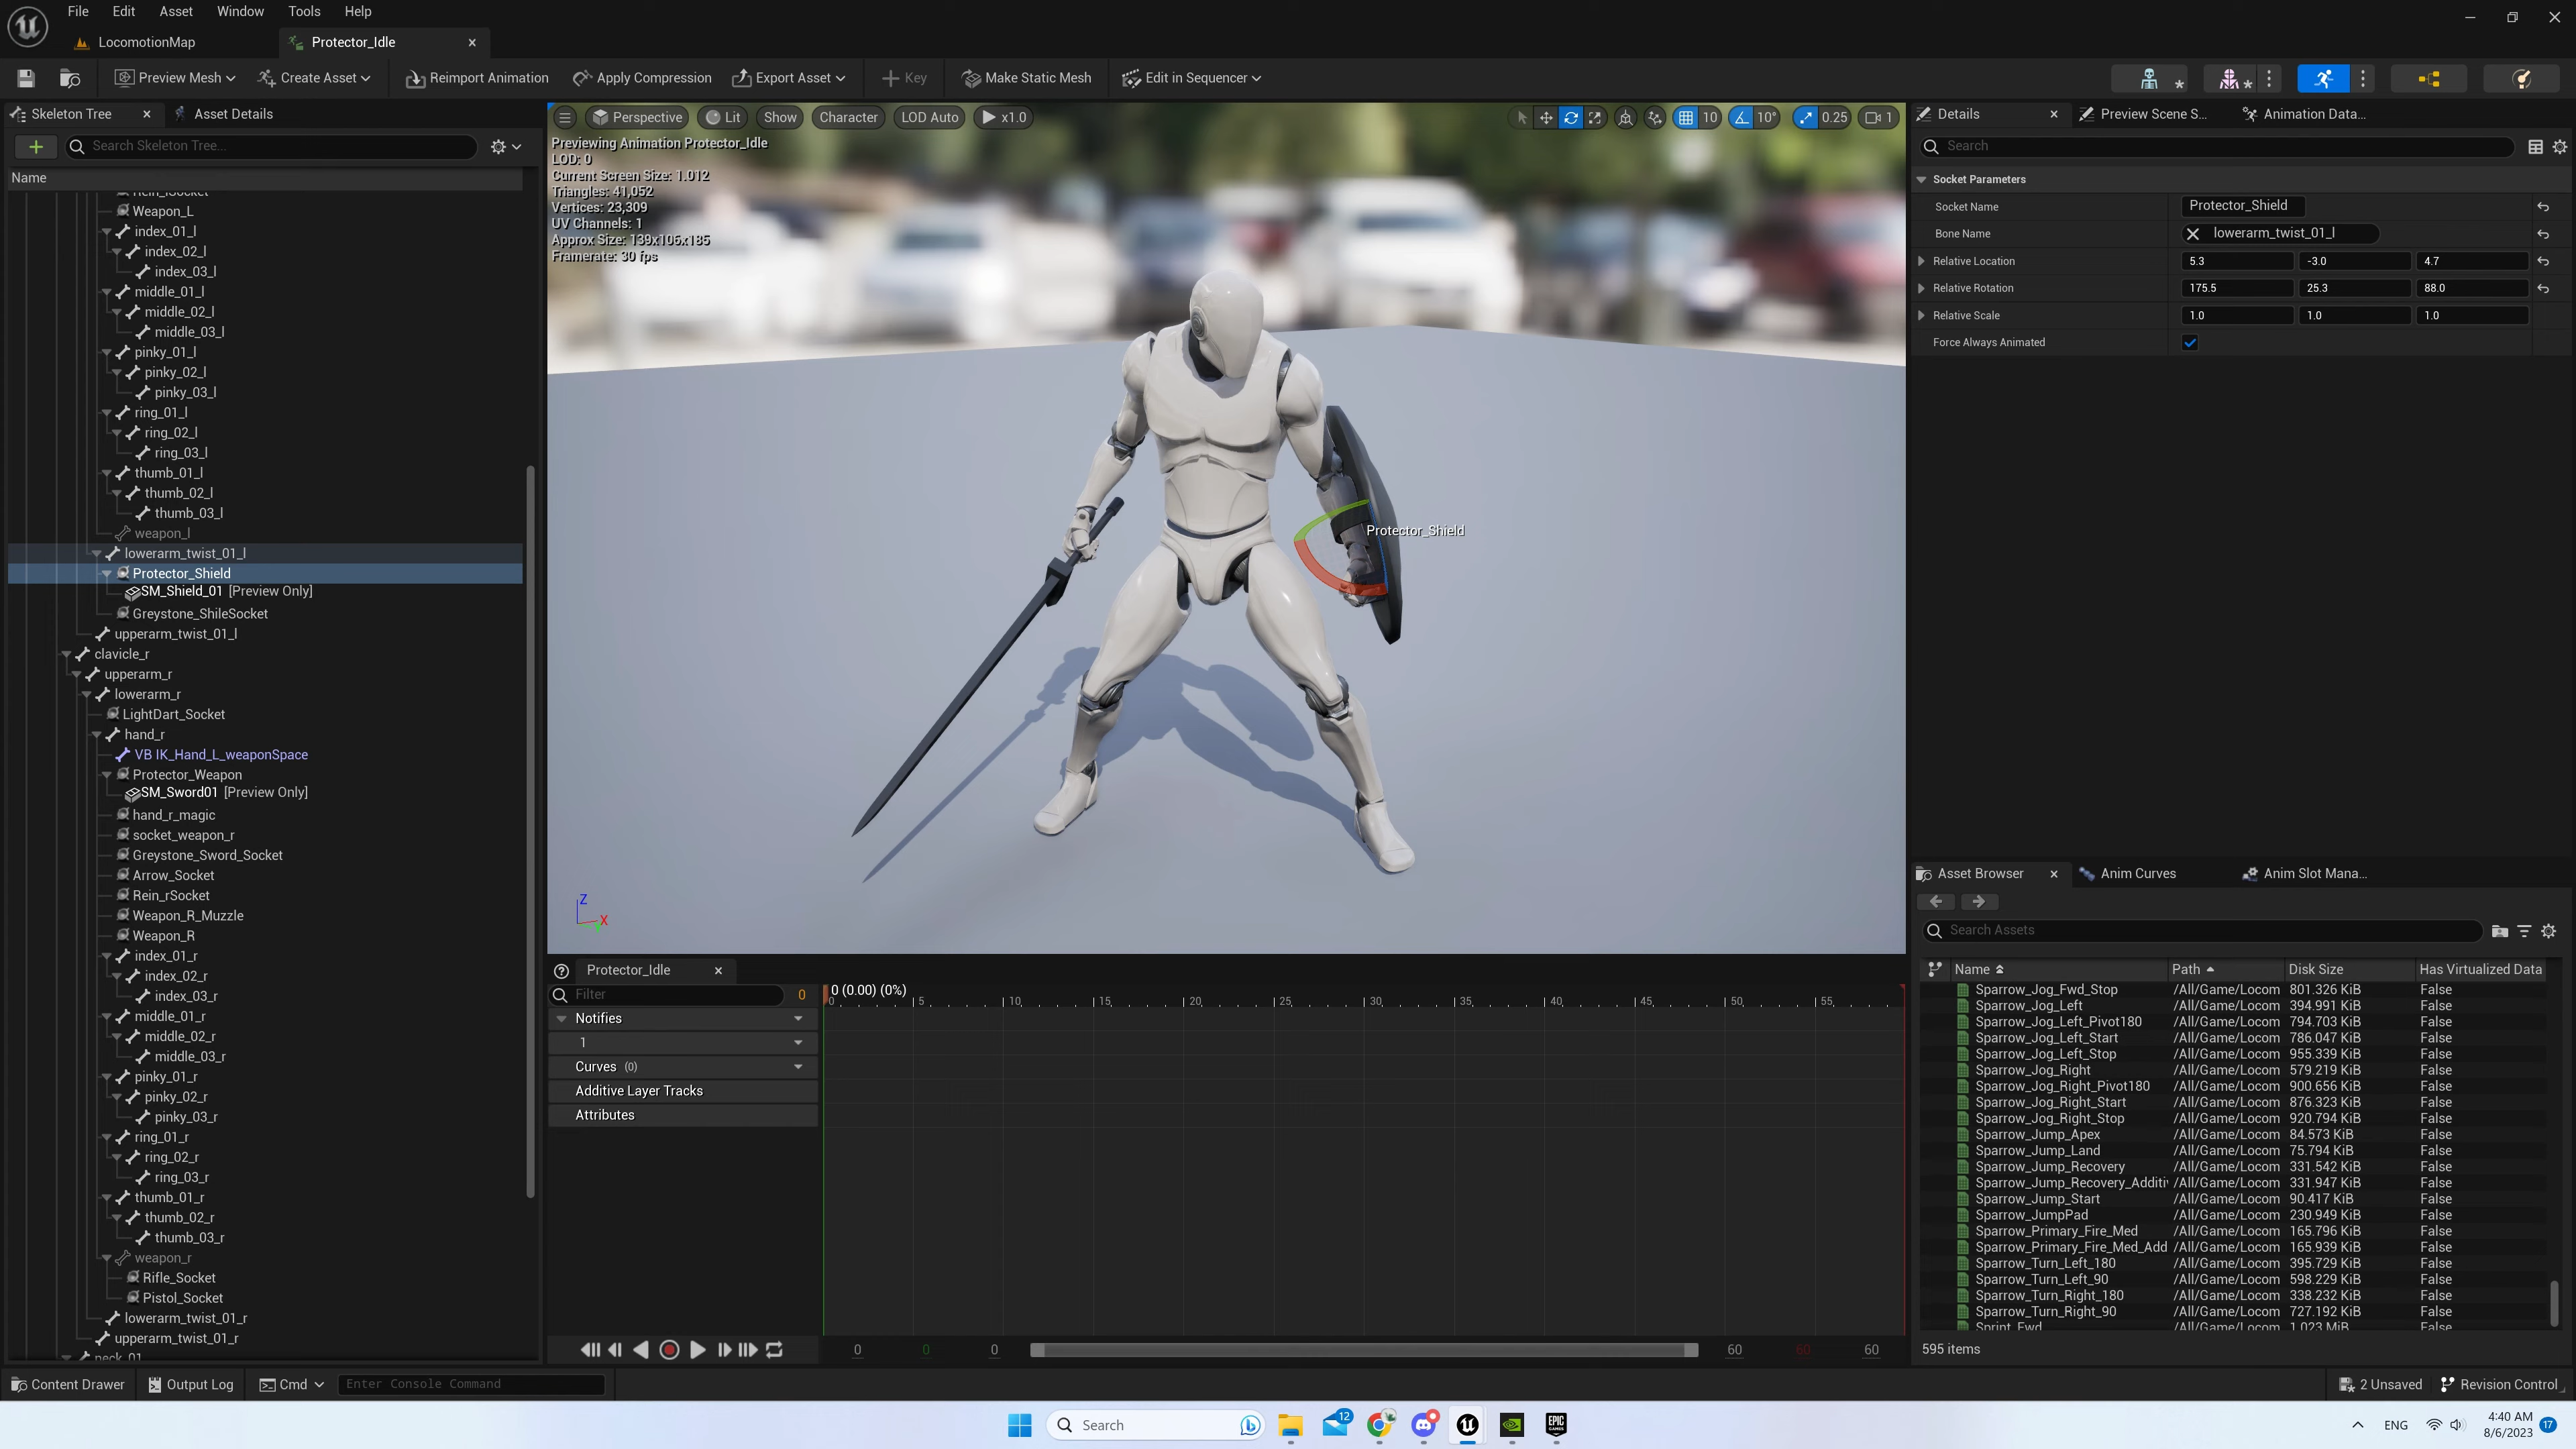 File Edit Asset Window Tools Help
LocomotionMap
Protector_Idle
Preview Mesh
Create Asset
Reimport Animation
Apply Compression
Export Asset
Key
Make Static Mesh
Edit in Sequencer
Skeleton Tree
Asset Details
Search Skeleton Tree...
Name
Weapon_L
index_01_l
index_02_l
index_03_l
middle_01_l
middle_02_l
middle_03_l
pinky_01_l
pinky_02_l
pinky_03_l
ring_01_l
ring_02_l
ring_03_l
thumb_01_l
thumb_02_l
thumb_03_l
weapon_l
lowerarm_twist_01_l
Protector_Shield
SM_Shield_01 [Preview Only]
Greystone_ShileSocket
upperarm_twist_01_l
clavicle_r
upperarm_r
lowerarm_r
LightDart_Socket
hand_r
VB IK_Hand_L_weaponSpace
Protector_Weapon
SM_Sword01 [Preview Only]
hand_r_magic
socket_weapon_r
Greystone_Sword_Socket
Arrow_Socket
Rein_rSocket
Weapon_R_Muzzle
Weapon_R
index_01_r
index_02_r
index_03_r
middle_01_r
middle_02_r
middle_03_r
pinky_01_r
pinky_02_r
pinky_03_r
ring_01_r
ring_02_r
ring_03_r
thumb_01_r
thumb_02_r
thumb_03_r
weapon_r
Rifle_Socket
Pistol_Socket
lowerarm_twist_01_r
upperarm_twist_01_r
Perspective Lit Show Character LOD Auto x1.0
10 10° 0.25 1
Previewing Animation Protector_Idle
LOD: 0
Current Screen Size: 1.012
Triangles: 41,052
Vertices: 23,309
UV Channels: 1
Approx Size: 139x106x185
Framerate: 30 fps
Protector_Shield
Z
X
Protector_Idle
Filter
0
0 (0.00) (0%)
0 5 10 15 20 25 30 35 40 45 50 55
Notifies
1
Curves (0)
Additive Layer Tracks
Attributes
0 0 0 60 60 60
Details
Preview Scene S...
Animation Data...
Search
Socket Parameters
Socket Name Protector_Shield
Bone Name lowerarm_twist_01_l
Relative Location 5.3 -3.0 4.7
Relative Rotation 175.5 25.3 88.0
Relative Scale 1.0 1.0 1.0
Force Always Animated
Asset Browser
Anim Curves
Anim Slot Mana...
Search Assets
Name Path Disk Size Has Virtualized Data
Sparrow_Jog_Fwd_Stop /All/Game/Locom 801.326 KiB False
Sparrow_Jog_Left /All/Game/Locom 394.991 KiB False
Sparrow_Jog_Left_Pivot180 /All/Game/Locom 794.703 KiB False
Sparrow_Jog_Left_Start /All/Game/Locom 786.047 KiB False
Sparrow_Jog_Left_Stop /All/Game/Locom 955.339 KiB False
Sparrow_Jog_Right /All/Game/Locom 579.219 KiB False
Sparrow_Jog_Right_Pivot180 /All/Game/Locom 900.656 KiB False
Sparrow_Jog_Right_Start /All/Game/Locom 876.323 KiB False
Sparrow_Jog_Right_Stop /All/Game/Locom 920.794 KiB False
Sparrow_Jump_Apex /All/Game/Locom 84.573 KiB False
Sparrow_Jump_Land /All/Game/Locom 75.794 KiB False
Sparrow_Jump_Recovery /All/Game/Locom 331.542 KiB False
Sparrow_Jump_Recovery_Additiv /All/Game/Locom 331.947 KiB False
Sparrow_Jump_Start /All/Game/Locom 90.417 KiB False
Sparrow_JumpPad /All/Game/Locom 230.949 KiB False
Sparrow_Primary_Fire_Med /All/Game/Locom 165.796 KiB False
Sparrow_Primary_Fire_Med_Add /All/Game/Locom 165.939 KiB False
Sparrow_Turn_Left_180 /All/Game/Locom 395.729 KiB False
Sparrow_Turn_Left_90 /All/Game/Locom 598.229 KiB False
Sparrow_Turn_Right_180 /All/Game/Locom 338.232 KiB False
Sparrow_Turn_Right_90 /All/Game/Locom 727.192 KiB False
Sprint_Fwd /All/Game/Locom 1.023 MiB False
595 items
Content Drawer
Output Log
Cmd
Enter Console Command
2 Unsaved
Revision Control
Search
12
EPIC GAMES
ENG
4:40 AM
8/6/2023
17